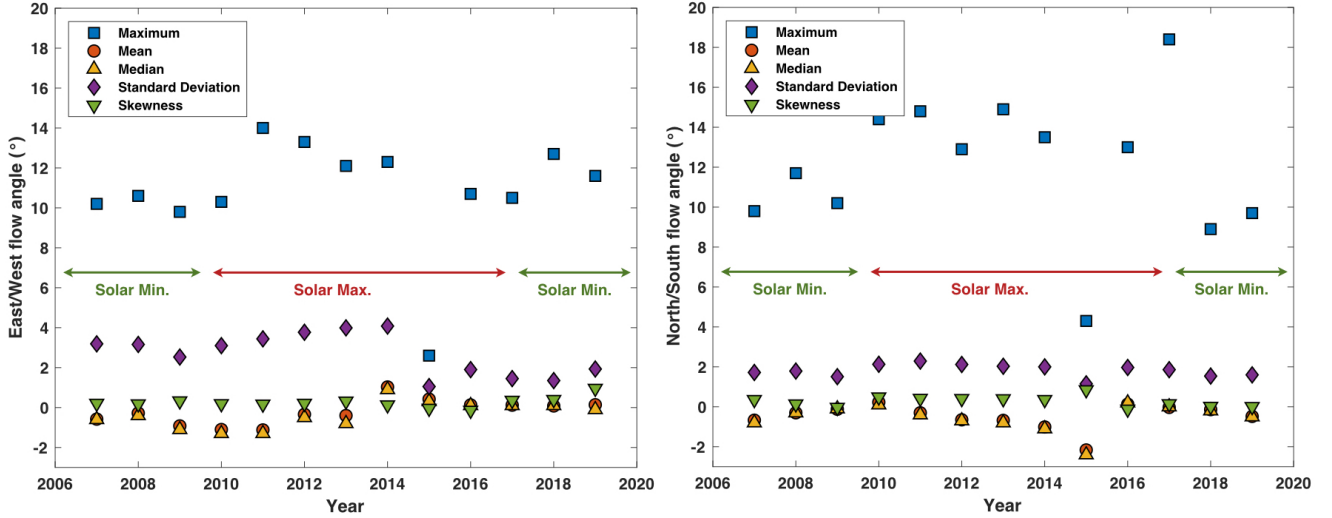 20
18
16
14
12
10
8
6
4
2
0
-2
East/West flow angle (°)
Maximum
Mean
Median
Standard Deviation
Skewness
Solar Min.
Solar Max.
Solar Min.
2006 2008 2010 2012 2014 2016 2018 2020
Year
20
18
16
14
12
10
8
6
4
2
0
-2
North/South flow angle (°)
Maximum
Mean
Median
Standard Deviation
Skewness
Solar Min.
Solar Max.
Solar Min.
2006 2008 2010 2012 2014 2016 2018 2020
Year